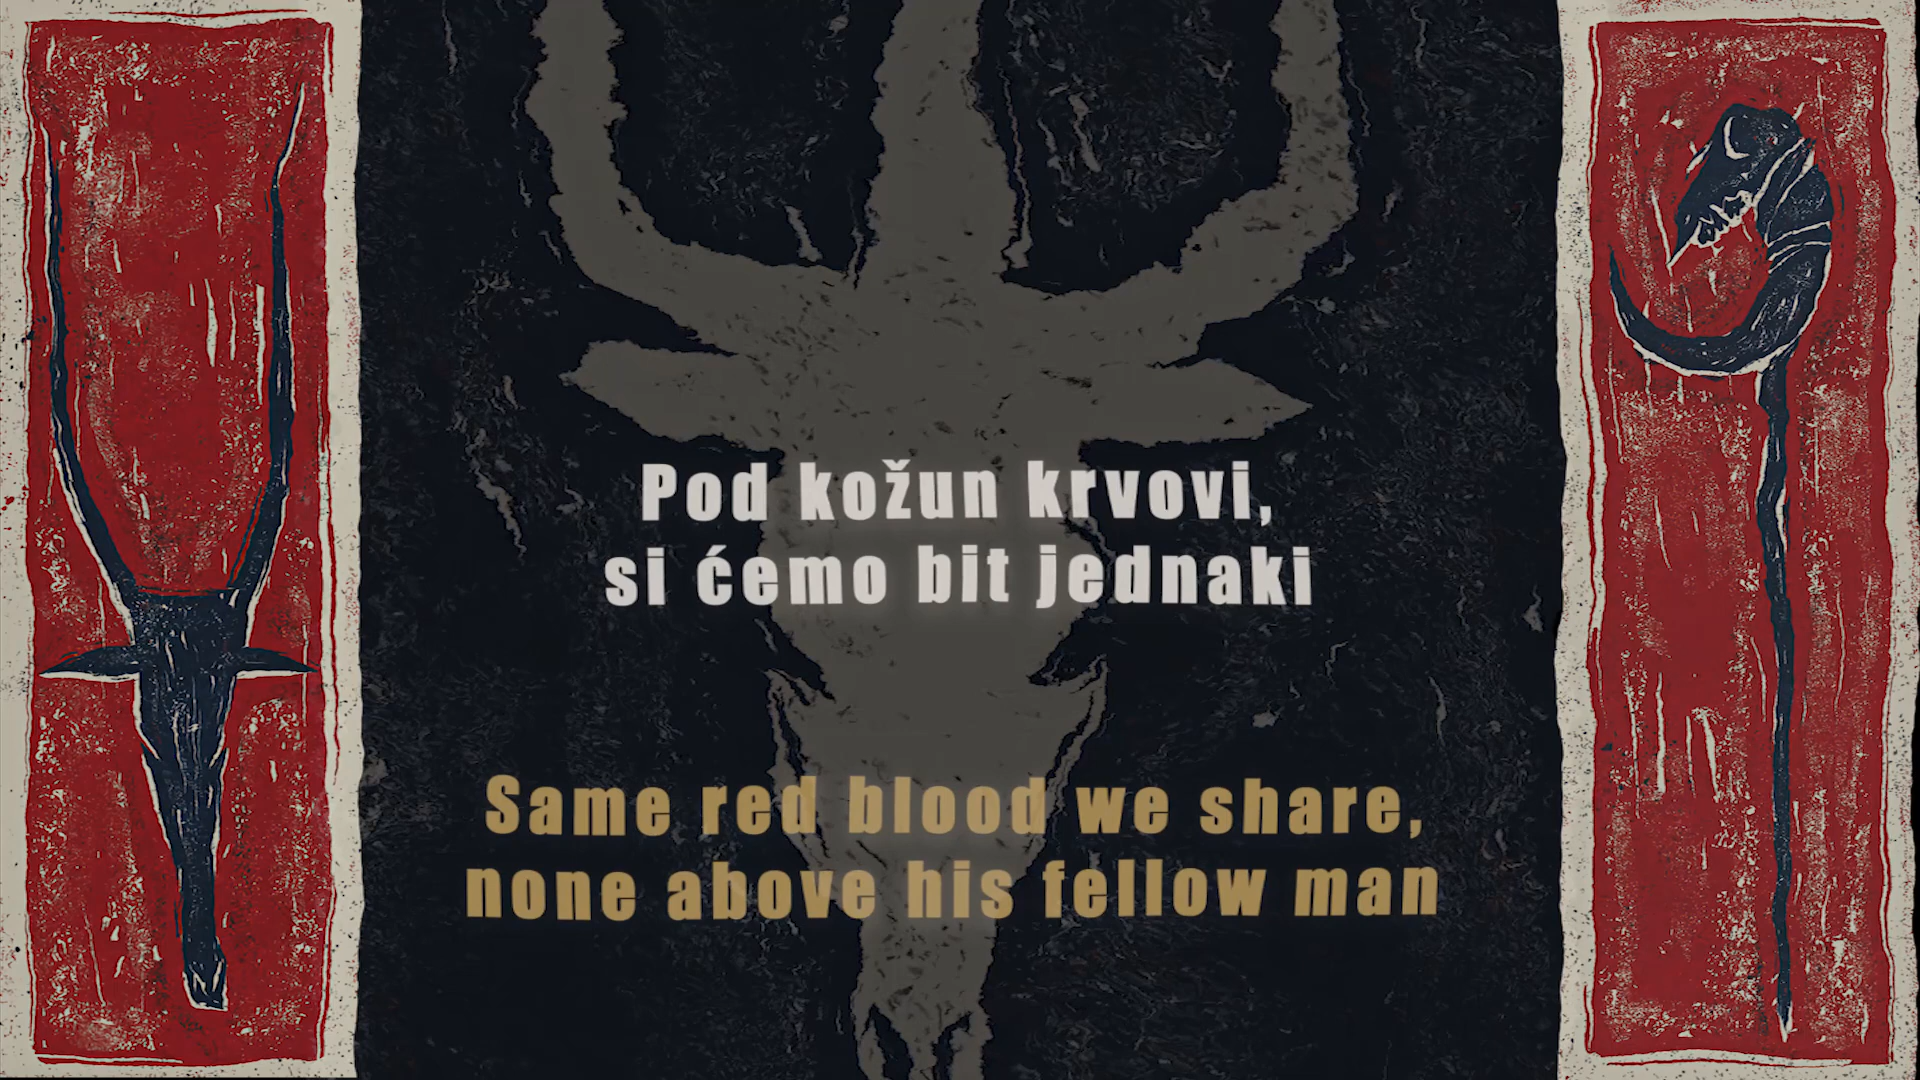 Pod kožun krvovi,
si ćemo bit jednaki
Same red blood we share,
none above his fellow man